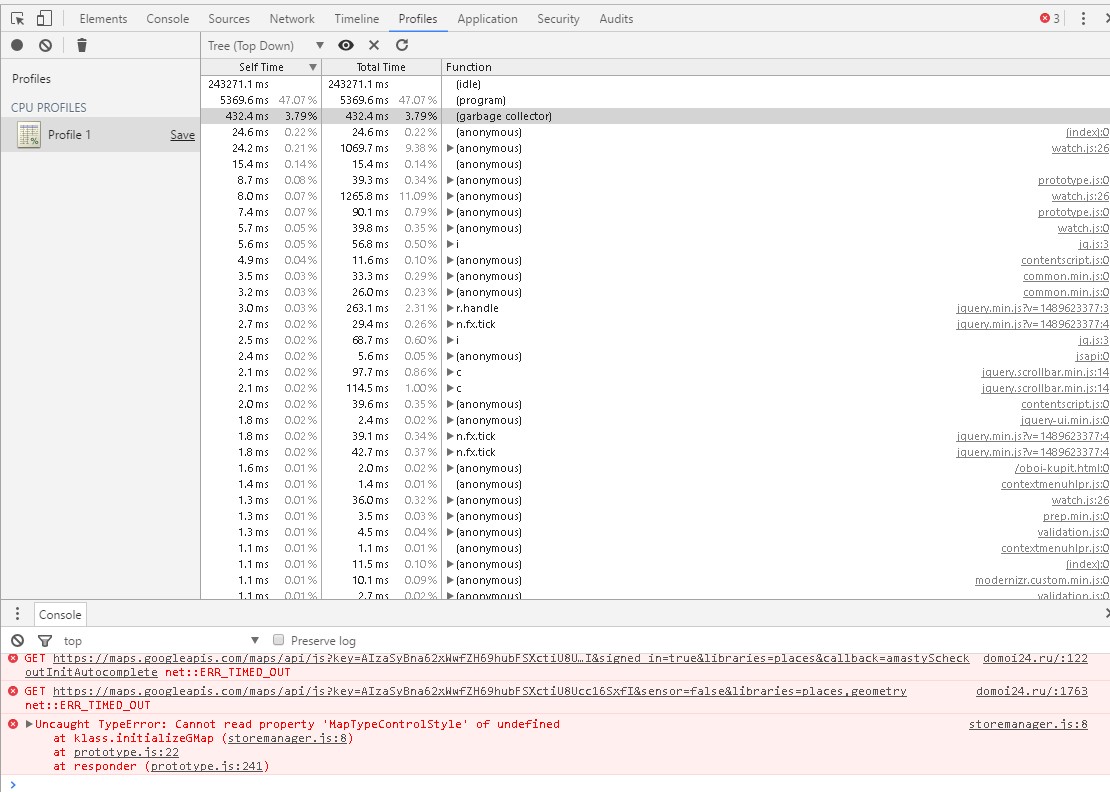 Elements Console Sources Network Timeline Profiles Application Security Audits 3
Tree (Top Down)
Profiles
CPU PROFILES
Profile 1 Save
Self Time Total Time Function
243271.1 ms 243271.1 ms (idle)
5369.6 ms 47.07 % 5369.6 ms 47.07 % (program)
432.4 ms 3.79 % 432.4 ms 3.79 % (garbage collector)
24.6 ms 0.22 % 24.6 ms 0.22 % (anonymous) (index):0
24.2 ms 0.21 % 1069.7 ms 9.38 % (anonymous) watch.js:26
15.4 ms 0.14 % 15.4 ms 0.14 % (anonymous)
8.7 ms 0.08 % 39.3 ms 0.34 % (anonymous) prototype.js:0
8.0 ms 0.07 % 1265.8 ms 11.09 % (anonymous) watch.js:26
7.4 ms 0.07 % 90.1 ms 0.79 % (anonymous) prototype.js:0
5.7 ms 0.05 % 39.8 ms 0.35 % (anonymous) watch.js:0
5.6 ms 0.05 % 56.8 ms 0.50 % i jq.js:3
4.9 ms 0.04 % 11.6 ms 0.10 % (anonymous) contentscript.js:0
3.5 ms 0.03 % 33.3 ms 0.29 % (anonymous) common.min.js:0
3.2 ms 0.03 % 26.0 ms 0.23 % (anonymous) common.min.js:0
3.0 ms 0.03 % 263.1 ms 2.31 % r.handle jquery.min.js?v=1489623377:3
2.7 ms 0.02 % 29.4 ms 0.26 % n.fx.tick jquery.min.js?v=1489623377:4
2.5 ms 0.02 % 68.7 ms 0.60 % i jq.js:3
2.4 ms 0.02 % 5.6 ms 0.05 % (anonymous) jsapi:0
2.1 ms 0.02 % 97.7 ms 0.86 % c jquery.scrollbar.min.js:14
2.1 ms 0.02 % 114.5 ms 1.00 % c jquery.scrollbar.min.js:14
2.0 ms 0.02 % 39.6 ms 0.35 % (anonymous) contentscript.js:0
1.8 ms 0.02 % 2.4 ms 0.02 % (anonymous) jquery-ui.min.js:0
1.8 ms 0.02 % 39.1 ms 0.34 % n.fx.tick jquery.min.js?v=1489623377:4
1.8 ms 0.02 % 42.7 ms 0.37 % n.fx.tick jquery.min.js?v=1489623377:4
1.6 ms 0.01 % 2.0 ms 0.02 % (anonymous) /oboi-kupit.html:0
1.4 ms 0.01 % 1.4 ms 0.01 % (anonymous) contextmenuhlpr.js:0
1.3 ms 0.01 % 36.0 ms 0.32 % (anonymous) watch.js:26
1.3 ms 0.01 % 3.5 ms 0.03 % (anonymous) prep.min.js:0
1.3 ms 0.01 % 4.5 ms 0.04 % (anonymous) validation.js:0
1.1 ms 0.01 % 1.1 ms 0.01 % (anonymous) contextmenuhlpr.js:0
1.1 ms 0.01 % 11.5 ms 0.10 % (anonymous) (index):0
1.1 ms 0.01 % 10.1 ms 0.09 % (anonymous) modernizr.custom.min.js:0
1.1 ms 0.01 % 2.7 ms 0.02 % (anonymous) validation.js:0
Console
top Preserve log
GET https://maps.googleapis.com/maps/api/js?key=AIzaSyBna62xWwfZH69hubFSXctiU8U…I&signed_in=true&libraries=places&callback=amastyScheck domoi24.ru/:122
outInitAutocomplete net::ERR_TIMED_OUT
GET https://maps.googleapis.com/maps/api/js?key=AIzaSyBna62xWwfZH69hubFSXctiU8Ucc16SxfI&sensor=false&libraries=places,geometry domoi24.ru/:1763
net::ERR_TIMED_OUT
Uncaught TypeError: Cannot read property 'MapTypeControlStyle' of undefined storemanager.js:8
at klass.initializeGMap (storemanager.js:8)
at prototype.js:22
at responder (prototype.js:241)